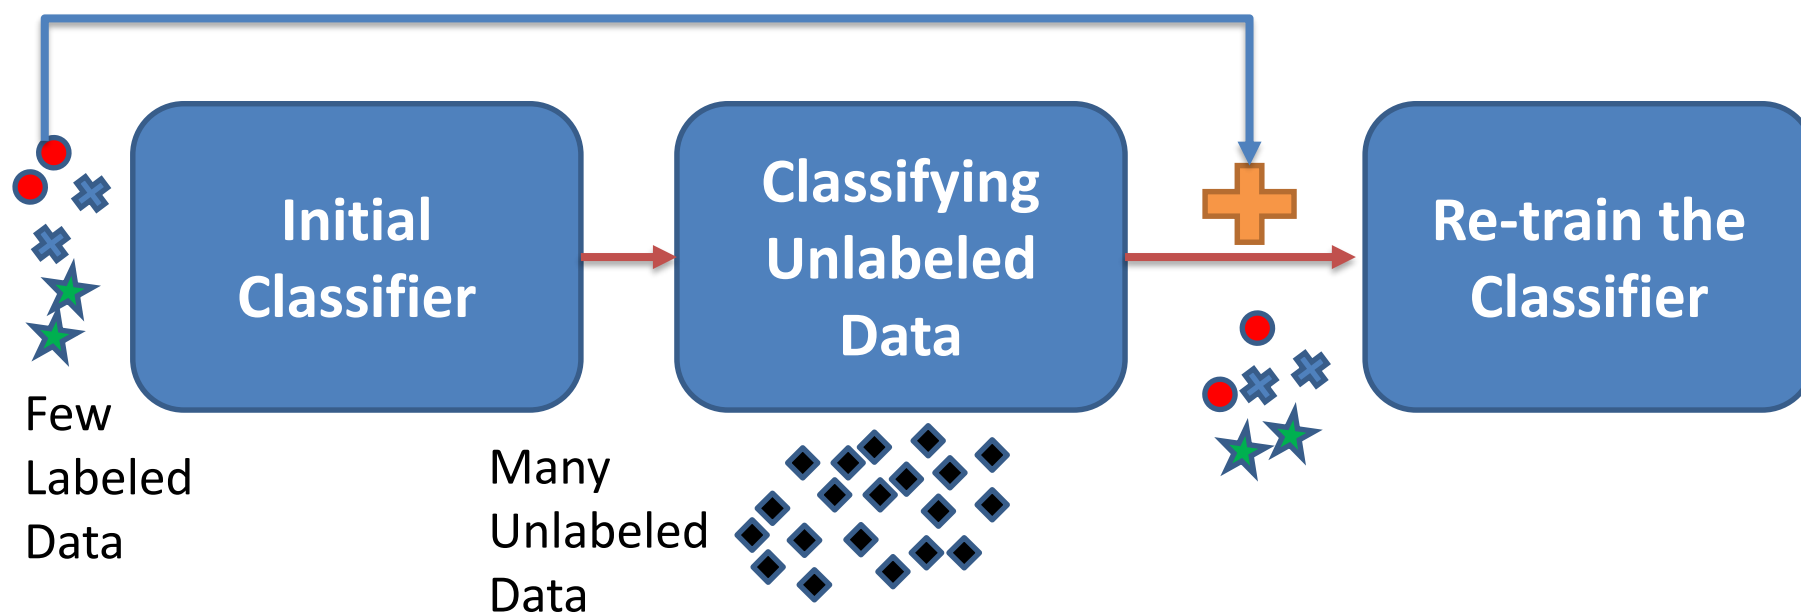 Initial
Classifier
Classifying
Unlabeled
Data
Re-train the
Classifier
Few
Labeled
Data
Many
Unlabeled
Data